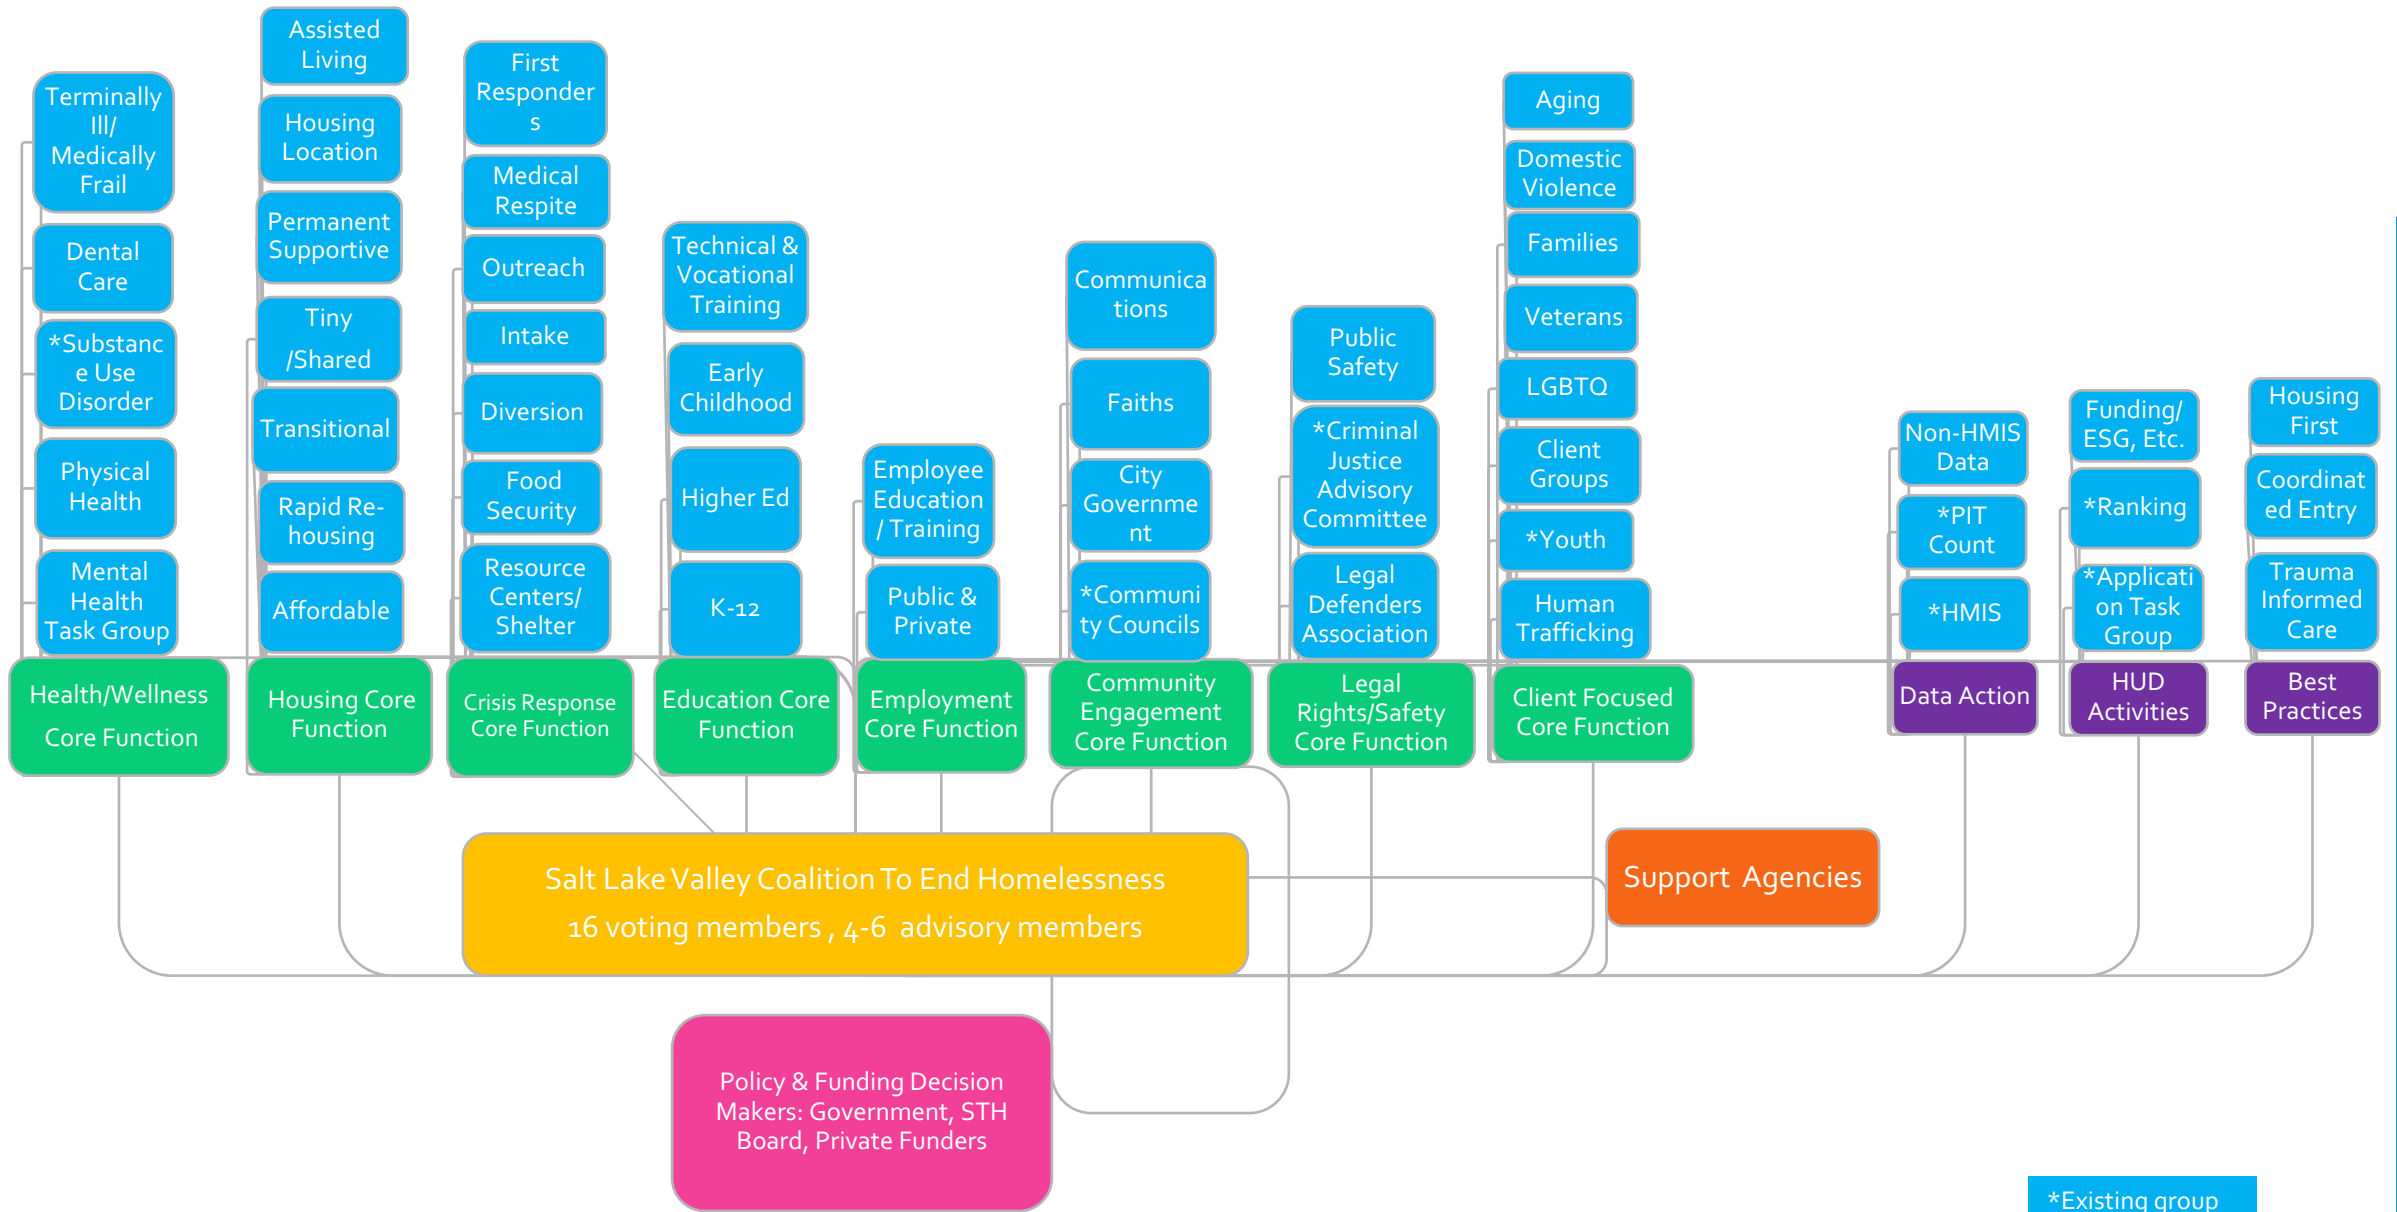 Terminally
Ill/
Medically
Frail
Dental
Care
*Substanc
e Use
Disorder
Physical
Health
Mental
Health
Task Group
Health/Wellness
Core Function
Assisted
Living
Housing
Location
Permanent
Supportive
Tiny
/Shared
Transitional
Rapid Re-
housing
Affordable
Housing Core
Function
First
Responder
s
Medical
Respite
Outreach
Intake
Diversion
Food
Security
Resource
Centers/
Shelter
Crisis Response
Core Function
Technical &
Vocational
Training
Early
Childhood
Higher Ed
K-12
Education Core
Function
Employee
Education
/ Training
Public &
Private
Employment
Core Function
Communica
tions
Faiths
City
Governme
nt
*Communi
ty Councils
Community
Engagement
Core Function
Public
Safety
*Criminal
Justice
Advisory
Committee
Legal
Defenders
Association
Legal
Rights/Safety
Core Function
Aging
Domestic
Violence
Families
Veterans
LGBTQ
Client
Groups
*Youth
Human
Trafficking
Client Focused
Core Function
Non-HMIS
Data
*PIT
Count
*HMIS
Data Action
Funding/
ESG, Etc.
*Ranking
*Applicati
on Task
Group
HUD
Activities
Housing
First
Coordinat
ed Entry
Trauma
Informed
Care
Best
Practices
Salt Lake Valley Coalition To End Homelessness
16 voting members , 4-6 advisory members
Support Agencies
Policy & Funding Decision
Makers: Government, STH
Board, Private Funders
*Existing group